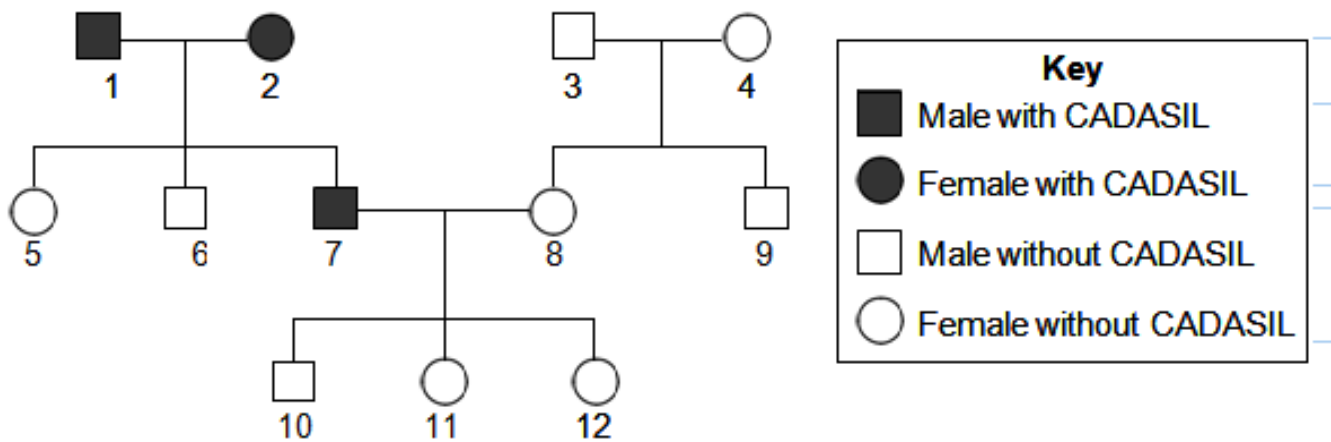 1 2 3 4
Key
Male with CADASIL
Female with CADASIL
5 6 7 8 9
Male without CADASIL
Female without CADASIL
10 11 12